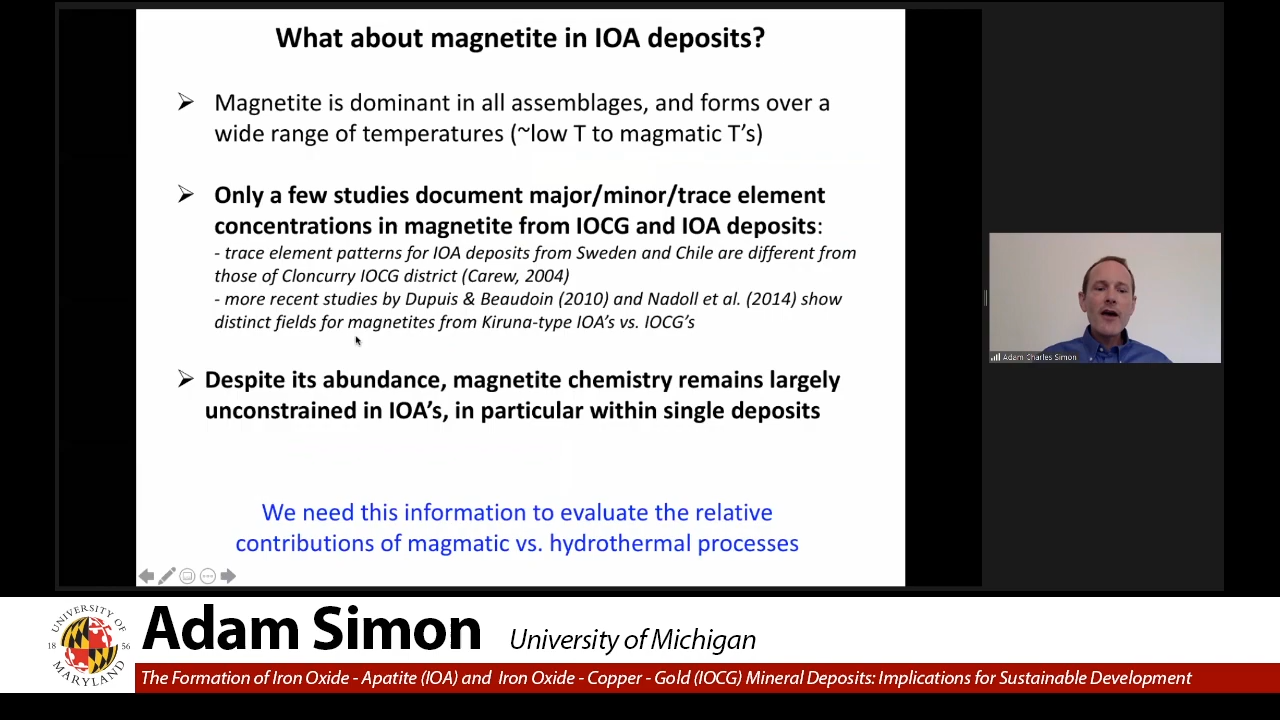 What about magnetite in IOA deposits?
Magnetite is dominant in all assemblages, and forms over a
wide range of temperatures (~low T to magmatic T's)
Only a few studies document major/minor/trace element
concentrations in magnetite from IOCG and IOA deposits:
- trace element patterns for IOA deposits from Sweden and Chile are different from
those of Cloncurry IOCG district (Carew, 2004)
- more recent studies by Dupuis & Beaudoin (2010) and Nadoll et al. (2014) show
distinct fields for magnetites from Kiruna-type IOA's vs. IOCG's
Despite its abundance, magnetite chemistry remains largely
unconstrained in IOA's, in particular within single deposits
We need this information to evaluate the relative
contributions of magmatic vs. hydrothermal processes
Adam Charles Simon
UNIVERSITY OF
18 56
MARYLAND
Adam Simon University of Michigan
The Formation of Iron Oxide - Apatite (IOA) and Iron Oxide - Copper - Gold (IOCG) Mineral Deposits: Implications for Sustainable Development